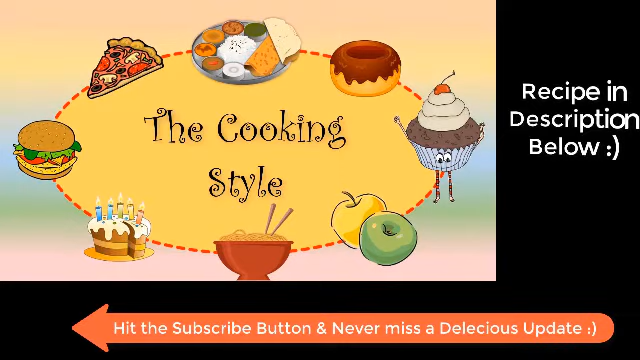 The Cooking
Style
Recipe in
Description
Below :)
Hit the Subscribe Button & Never miss a Delecious Update :)